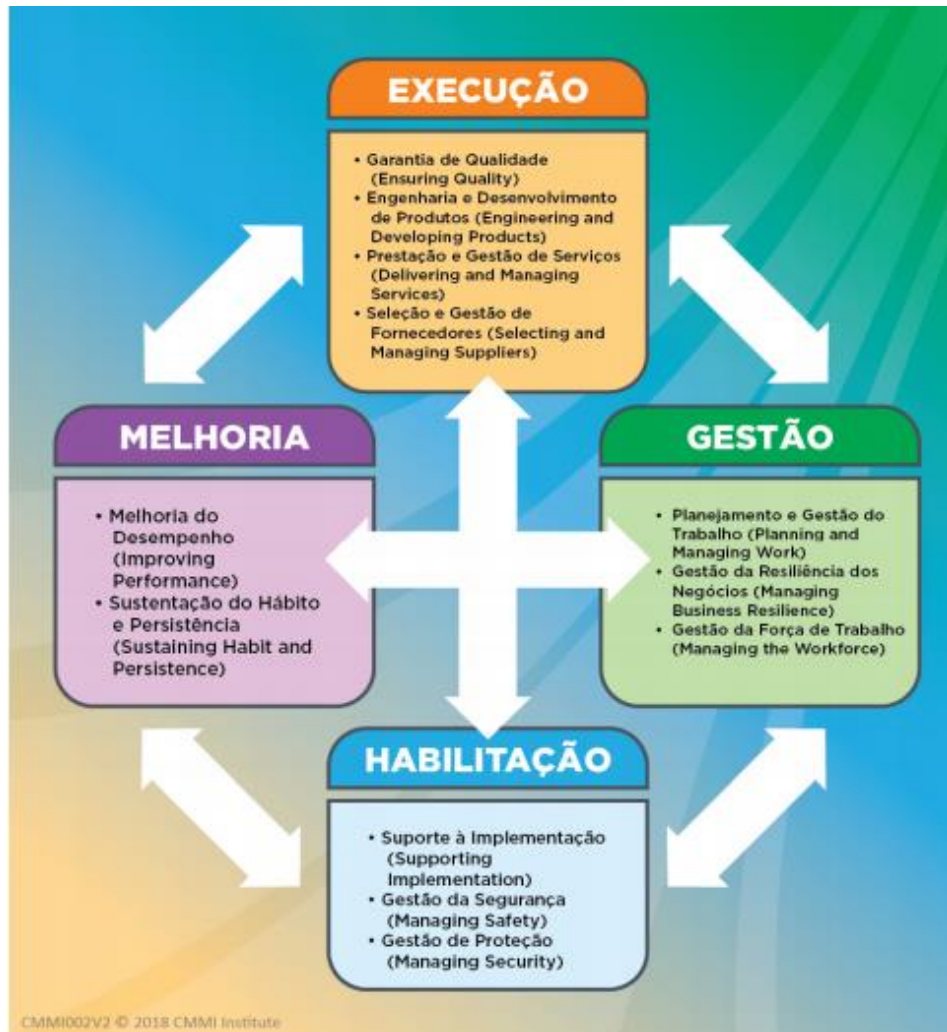 EXECUÇÃO
• Garantia de Qualidade
(Ensuring Quality)
• Engenharia e Desenvolvimento
de Produtos (Engineering and
Developing Products)
• Prestação e Gestão de Serviços
(Delivering and Managing
Services)
• Seleção e Gestão de
Fornecedores (Selecting and
Managing Suppliers)
MELHORIA
• Melhoria do
Desempenho
(Improving
Performance)
• Sustentação do Hábito
e Persistência
(Sustaining Habit and
Persistence)
GESTÃO
• Planejamento e Gestão do
Trabalho (Planning and
Managing Work)
• Gestão da Resiliência dos
Negócios (Managing
Business Resilience)
• Gestão da Força de Trabalho
(Managing the Workforce)
HABILITAÇÃO
• Suporte à Implementação
(Supporting
Implementation)
• Gestão da Segurança
(Managing Safety)
• Gestão de Proteção
(Managing Security)
CMMI002V2 © 2018 CMMI Institute